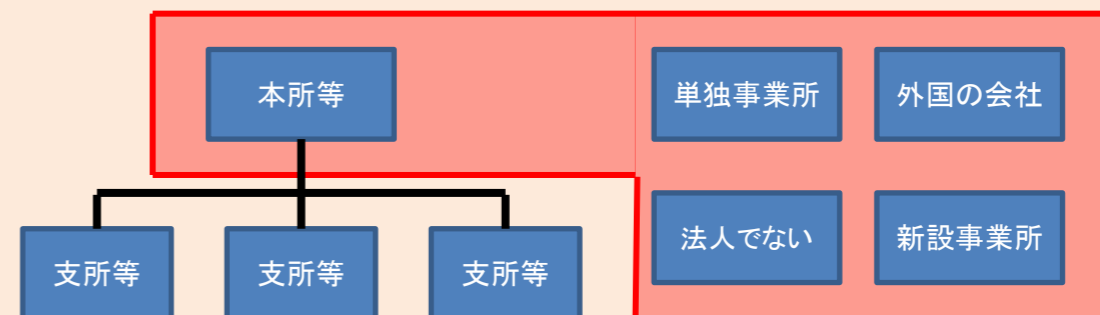 本所等
単独事業所
外国の会社
法人でない
新設事業所
支所等
支所等
支所等